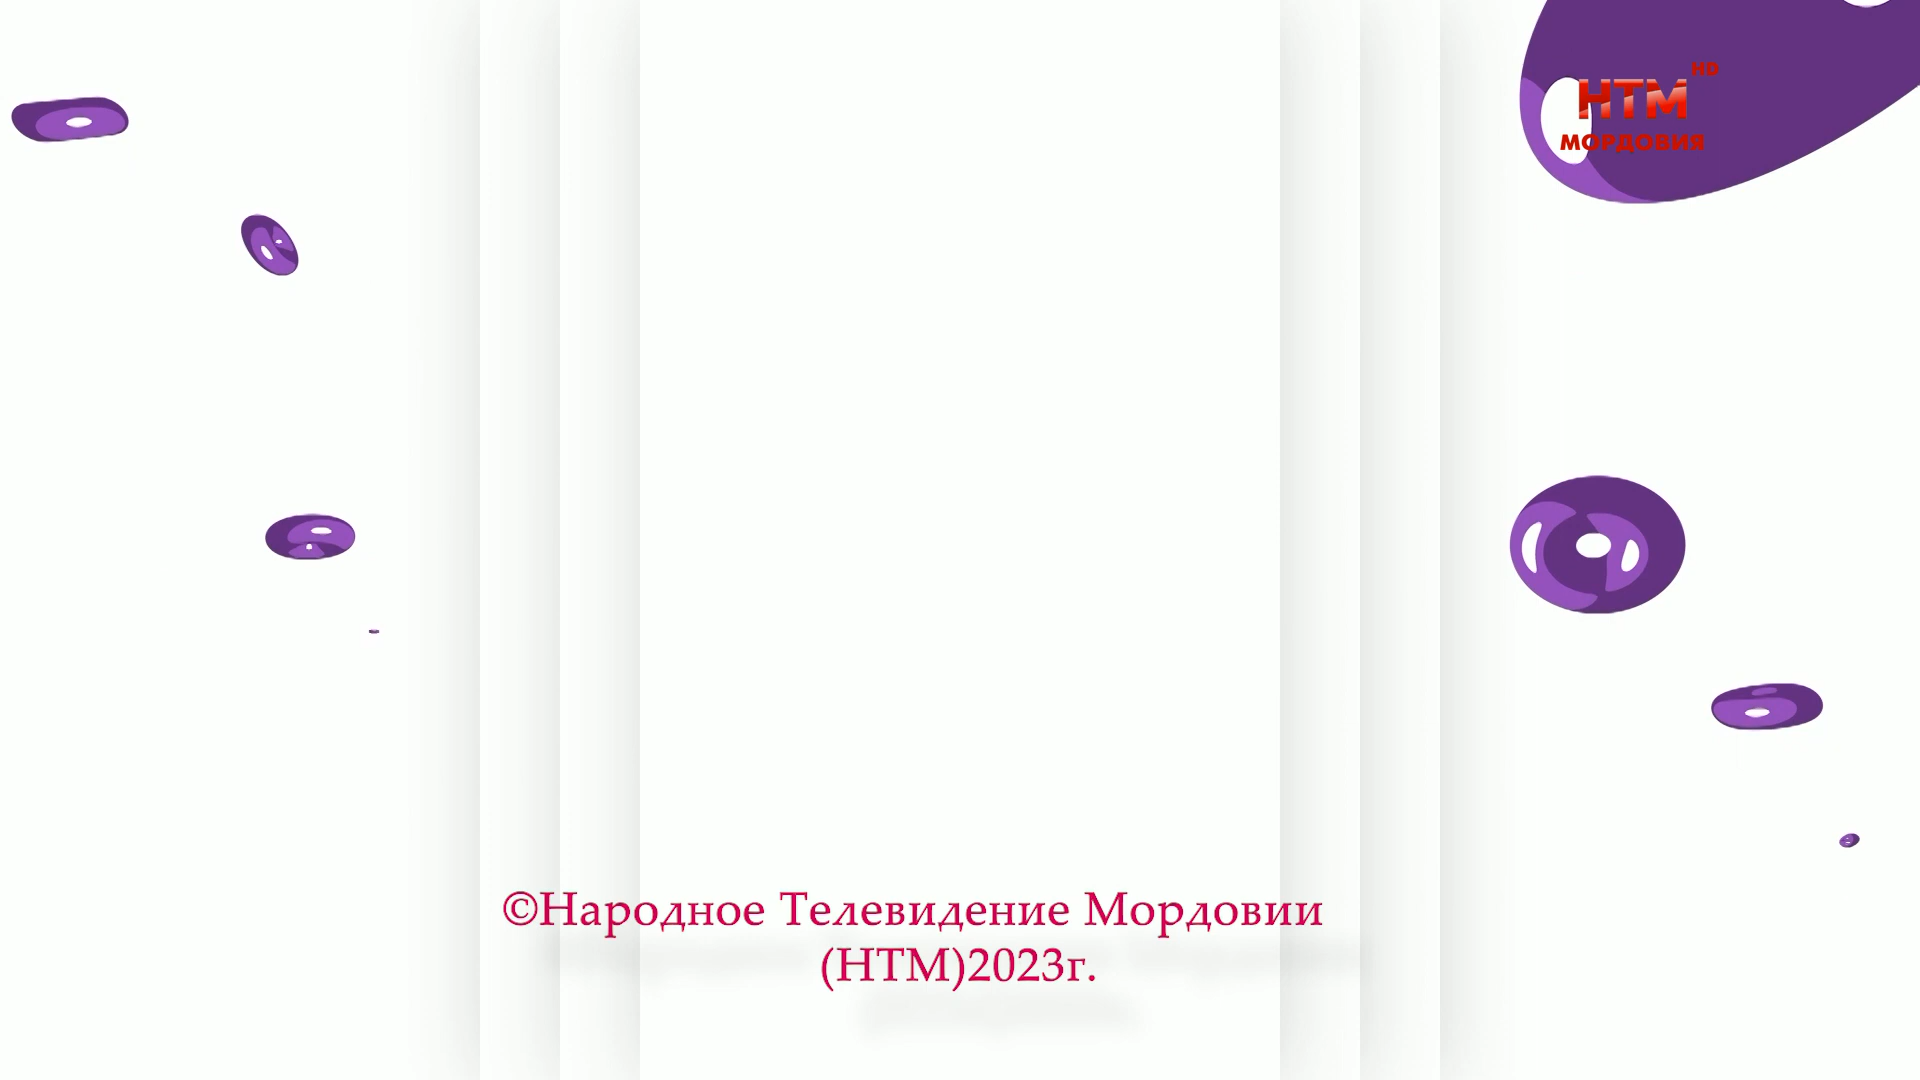 HD
НТМ
МОРДОВИЯ
©Народное Телевидение Мордовии
(НТМ)2023г.